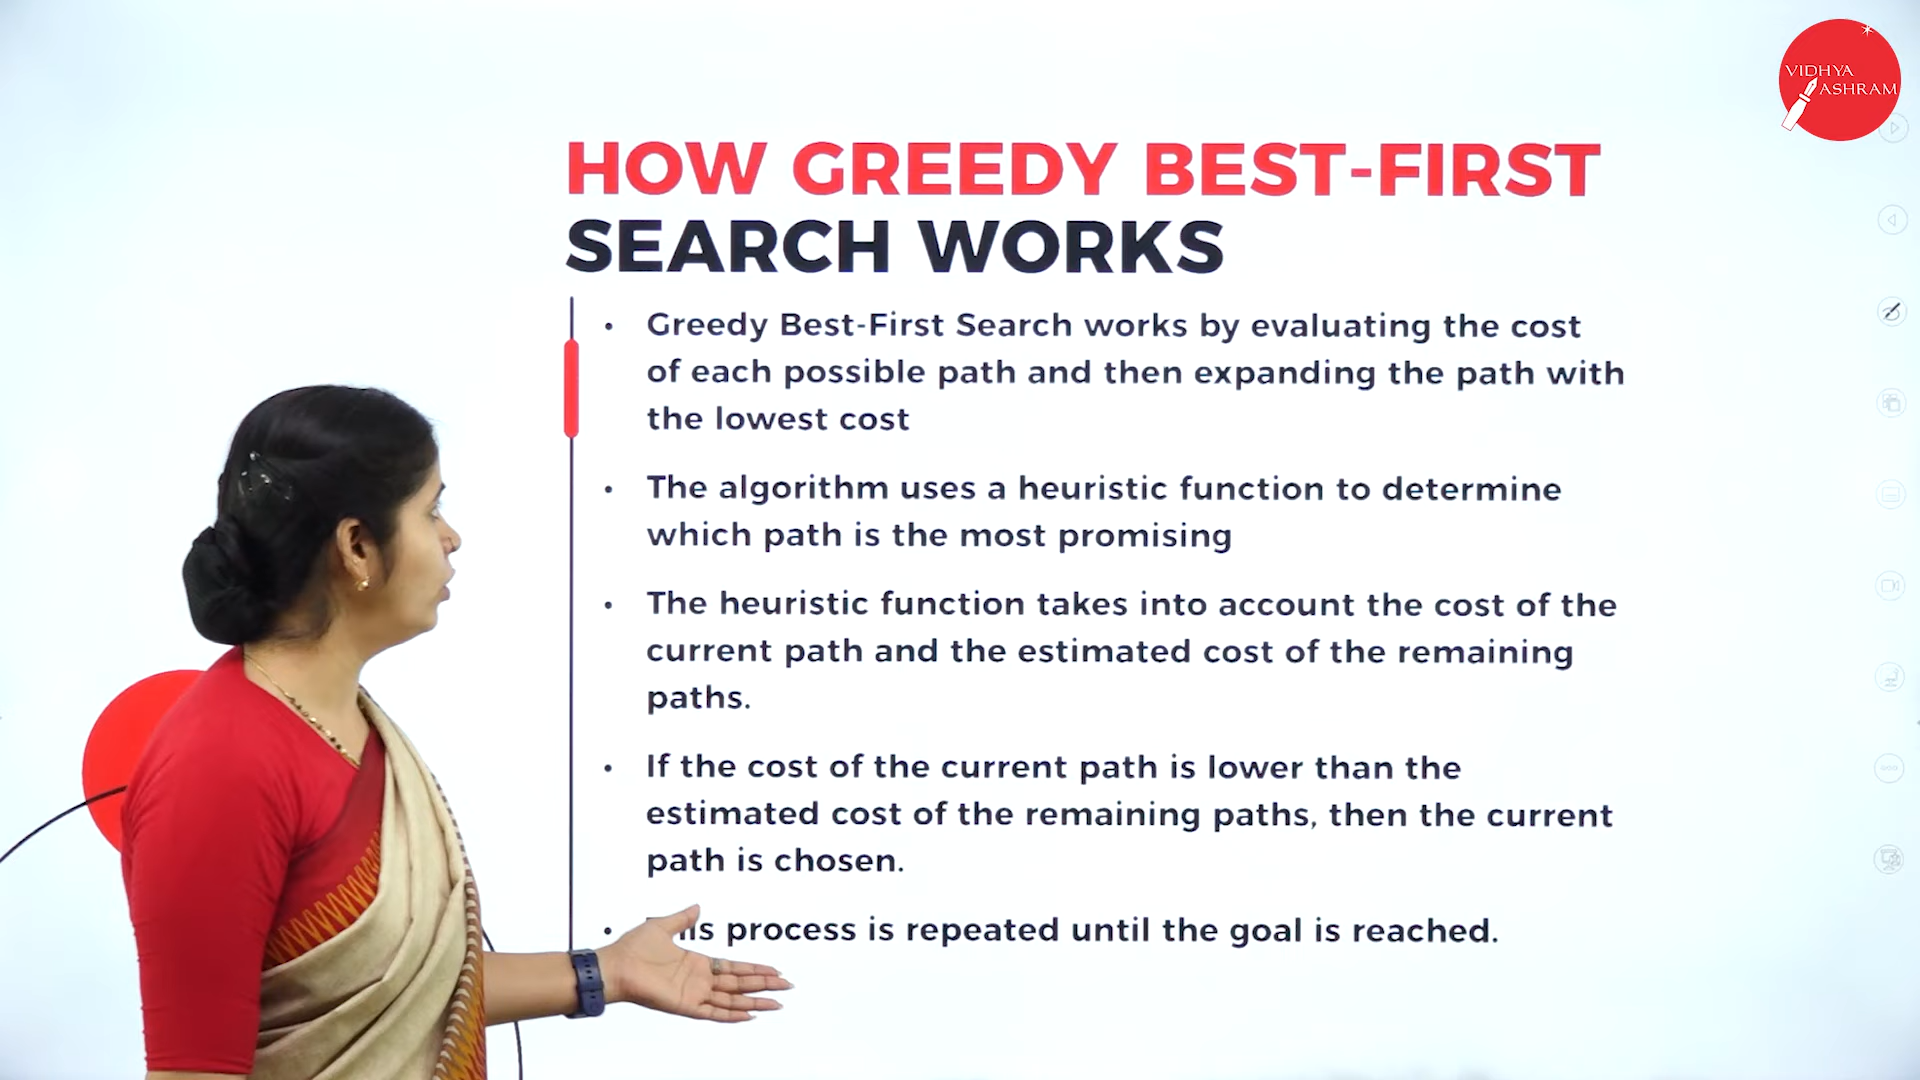 VIDHYA
ASHRAM
HOW GREEDY BEST-FIRST
SEARCH WORKS
• Greedy Best-First Search works by evaluating the cost
of each possible path and then expanding the path with
the lowest cost
• The algorithm uses a heuristic function to determine
which path is the most promising
• The heuristic function takes into account the cost of the
current path and the estimated cost of the remaining
paths.
• If the cost of the current path is lower than the
estimated cost of the remaining paths, then the current
path is chosen.
• process is repeated until the goal is reached.